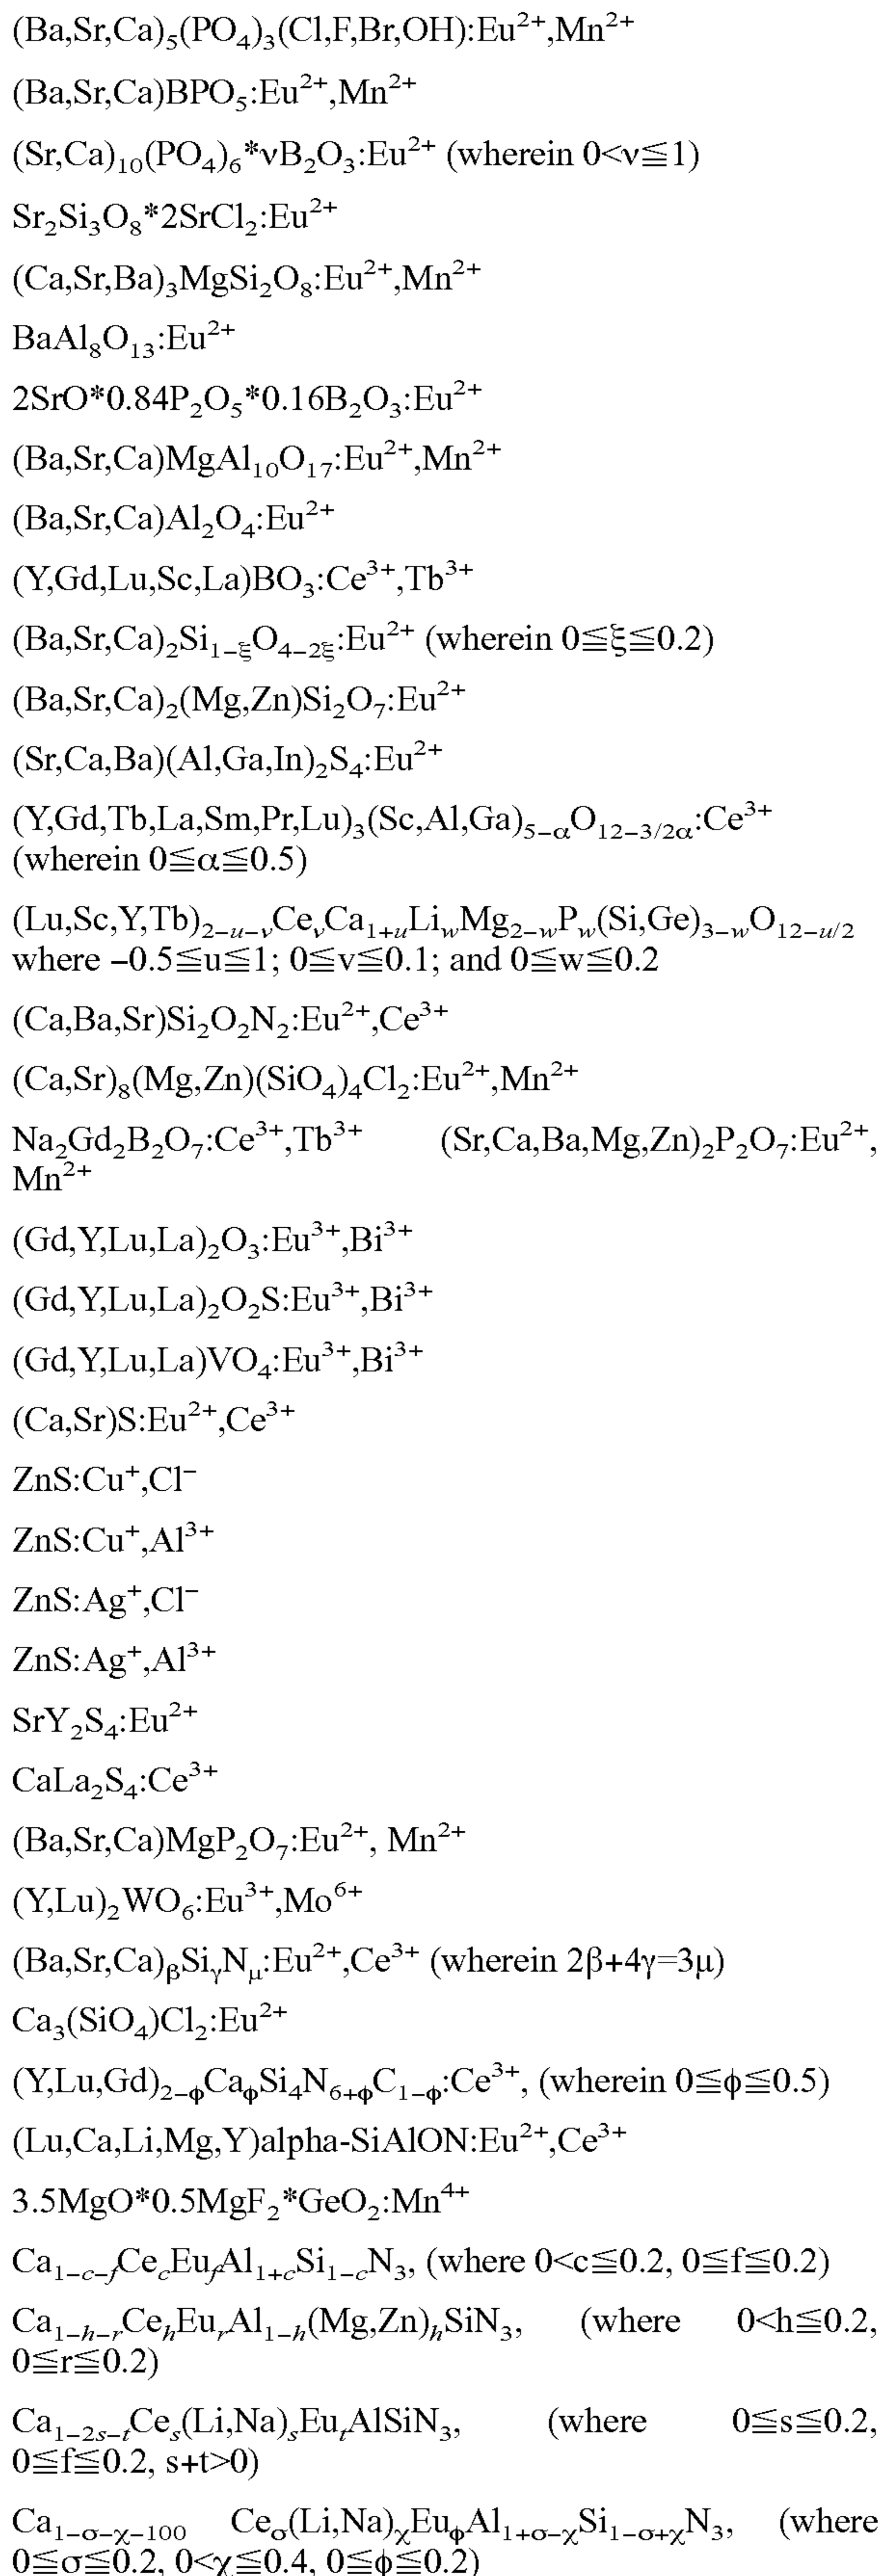 (Ba,Sr,Ca)₅(PO₄)₃(Cl,F,Br,OH):Eu²⁺,Mn²⁺
(Ba,Sr,Ca)BPO₅:Eu²⁺,Mn²⁺
(Sr,Ca)₁₀(PO₄)₆*νB₂O₃:Eu²⁺ (wherein 0<ν≦1)
Sr₂Si₃O₈*2SrCl₂:Eu²⁺
(Ca,Sr,Ba)₃MgSi₂O₈:Eu²⁺,Mn²⁺
BaAl₈O₁₃:Eu²⁺
2SrO*0.84P₂O₅*0.16B₂O₃:Eu²⁺
(Ba,Sr,Ca)MgAl₁₀O₁₇:Eu²⁺,Mn²⁺
(Ba,Sr,Ca)Al₂O₄:Eu²⁺
(Y,Gd,Lu,Sc,La)BO₃:Ce³⁺,Tb³⁺
(Ba,Sr,Ca)₂Si₁₋ξO₄₋₂ξ:Eu²⁺ (wherein 0≦ξ≦0.2)
(Ba,Sr,Ca)₂(Mg,Zn)Si₂O₇:Eu²⁺
(Sr,Ca,Ba)(Al,Ga,In)₂S₄:Eu²⁺
(Y,Gd,Tb,La,Sm,Pr,Lu)₃(Sc,Al,Ga)₅₋αO₁₂₋₃/₂α:Ce³⁺
(wherein 0≦α≦0.5)
(Lu,Sc,Y,Tb)₂₋u₋vCevCa₁₊uLiwMg₂₋wPw(Si,Ge)₃₋wO₁₂₋u/₂
where –0.5≦u≦1; 0≦v≦0.1; and 0≦w≦0.2
(Ca,Ba,Sr)Si₂O₂N₂:Eu²⁺,Ce³⁺
(Ca,Sr)₈(Mg,Zn)(SiO₄)₄Cl₂:Eu²⁺,Mn²⁺
Na₂Gd₂B₂O₇:Ce³⁺,Tb³⁺ (Sr,Ca,Ba,Mg,Zn)₂P₂O₇:Eu²⁺,
Mn²⁺
(Gd,Y,Lu,La)₂O₃:Eu³⁺,Bi³⁺
(Gd,Y,Lu,La)₂O₂S:Eu³⁺,Bi³⁺
(Gd,Y,Lu,La)VO₄:Eu³⁺,Bi³⁺
(Ca,Sr)S:Eu²⁺,Ce³⁺
ZnS:Cu⁺,Cl⁻
ZnS:Cu⁺,Al³⁺
ZnS:Ag⁺,Cl⁻
ZnS:Ag⁺,Al³⁺
SrY₂S₄:Eu²⁺
CaLa₂S₄:Ce³⁺
(Ba,Sr,Ca)MgP₂O₇:Eu²⁺, Mn²⁺
(Y,Lu)₂WO₆:Eu³⁺,Mo⁶⁺
(Ba,Sr,Ca)βSiγNμ:Eu²⁺,Ce³⁺ (wherein 2β+4γ=3μ)
Ca₃(SiO₄)Cl₂:Eu²⁺
(Y,Lu,Gd)₂₋ϕCaϕSi₄N₆₊ϕC₁₋ϕ:Ce³⁺, (wherein 0≦ϕ≦0.5)
(Lu,Ca,Li,Mg,Y)alpha-SiAlON:Eu²⁺,Ce³⁺
3.5MgO*0.5MgF₂*GeO₂:Mn⁴⁺
Ca₁₋c₋fCecEufAl₁₊cSi₁₋cN₃, (where 0<c≦0.2, 0≦f≦0.2)
Ca₁₋h₋rCehEurAl₁₋h(Mg,Zn)hSiN₃, (where 0<h≦0.2,
0≦r≦0.2)
Ca₁₋₂s₋tCes(Li,Na)sEutAlSiN₃, (where 0≦s≦0.2,
0≦f≦0.2, s+t>0)
Ca₁₋σ₋χ₋₁₀₀ Ceσ(Li,Na)χEuϕAl₁₊σ₋χSi₁₋σ₊χN₃, (where
0≦σ≦0.2, 0<χ≦0.4, 0≦ϕ≦0.2)